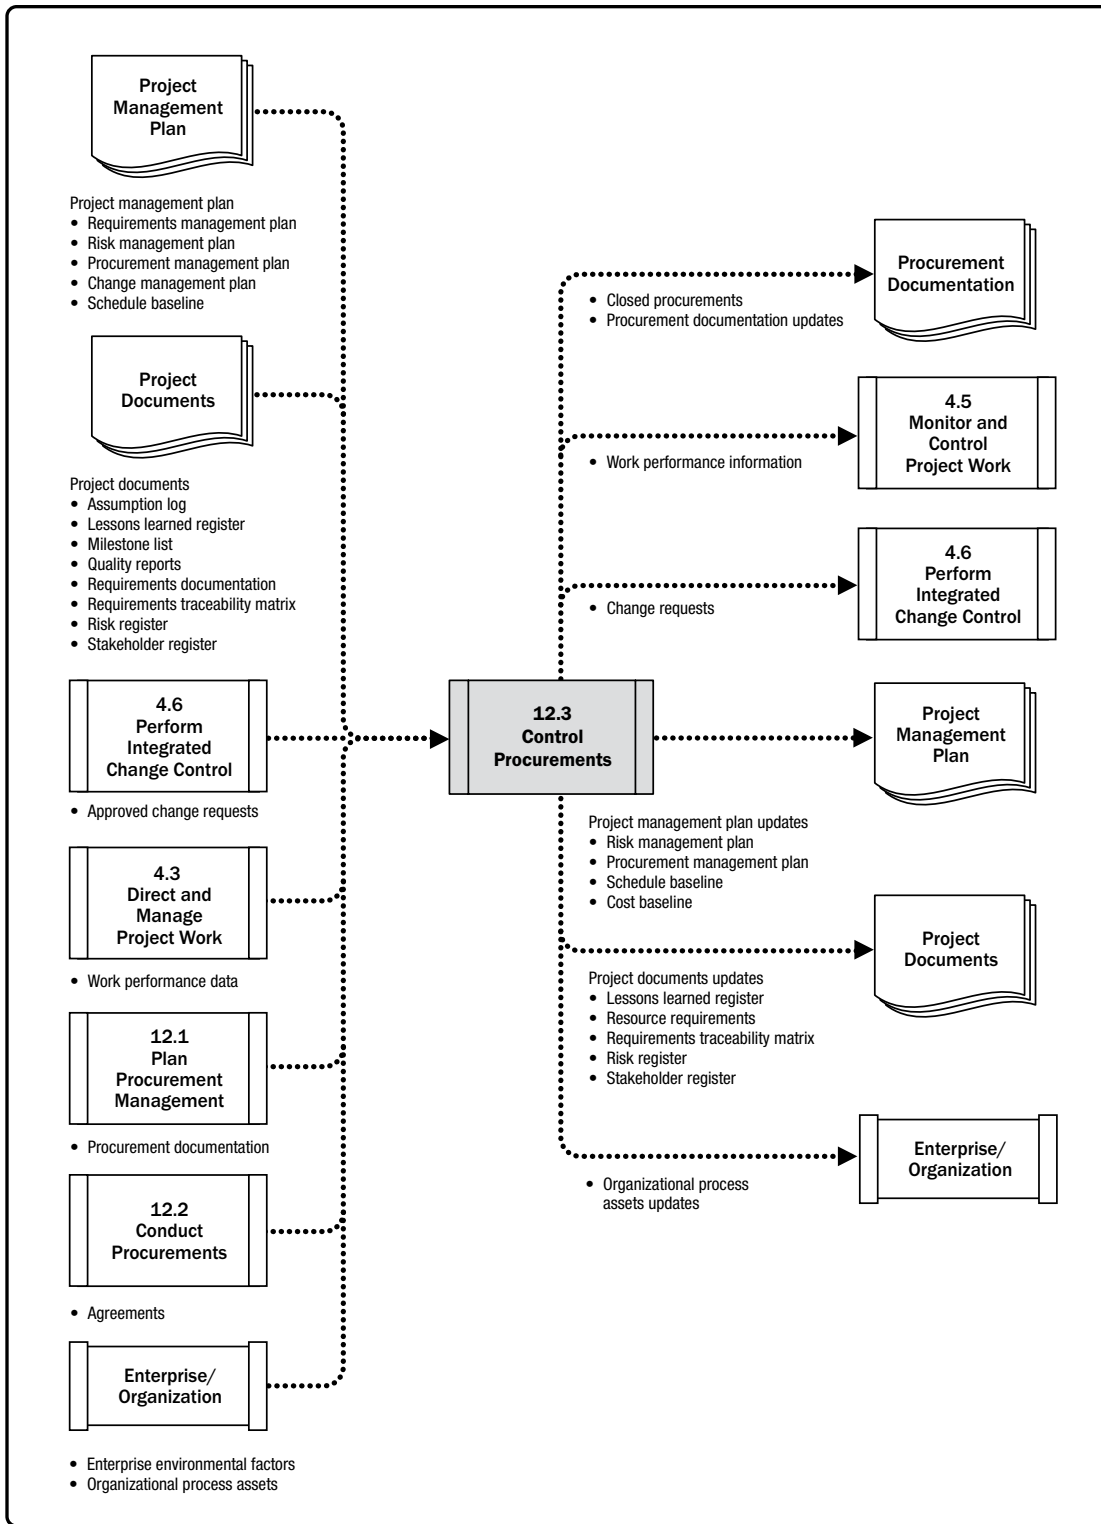 Project
Management
Plan
Project management plan
• Requirements management plan
• Risk management plan
• Procurement management plan
• Change management plan
• Schedule baseline
Project
Documents
Project documents
• Assumption log
• Lessons learned register
• Milestone list
• Quality reports
• Requirements documentation
• Requirements traceability matrix
• Risk register
• Stakeholder register
4.6
Perform
Integrated
Change Control
• Approved change requests
4.3
Direct and
Manage
Project Work
• Work performance data
12.1
Plan
Procurement
Management
• Procurement documentation
12.2
Conduct
Procurements
• Agreements
Enterprise/
Organization
• Enterprise environmental factors
• Organizational process assets
12.3
Control
Procurements
Procurement
Documentation
• Closed procurements
• Procurement documentation updates
4.5
Monitor and
Control
Project Work
• Work performance information
4.6
Perform
Integrated
Change Control
• Change requests
Project
Management
Plan
Project management plan updates
• Risk management plan
• Procurement management plan
• Schedule baseline
• Cost baseline
Project
Documents
Project documents updates
• Lessons learned register
• Resource requirements
• Requirements traceability matrix
• Risk register
• Stakeholder register
Enterprise/
Organization
• Organizational process
assets updates